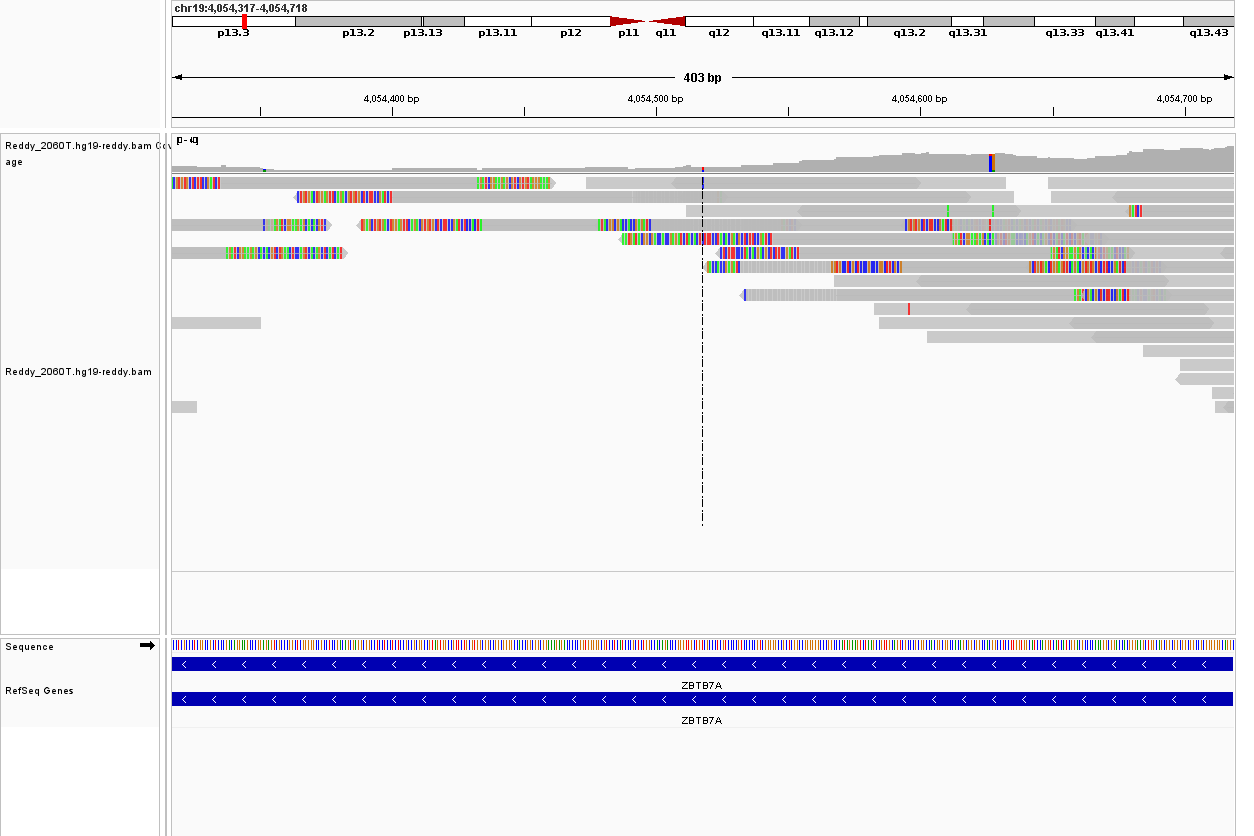 chr19:4,054,317-4,054,718
p13.3 p13.2 p13.13 p13.11 p12 p11 q11 q12 q13.11 q13.12 q13.2 q13.31 q13.33 q13.41 q13.43
403 bp
4,054,400 bp 4,054,500 bp 4,054,600 bp 4,054,700 bp
Reddy_2060T.hg19-reddy.bam Cov
age
Reddy_2060T.hg19-reddy.bam
Sequence
RefSeq Genes
ZBTB7A
ZBTB7A